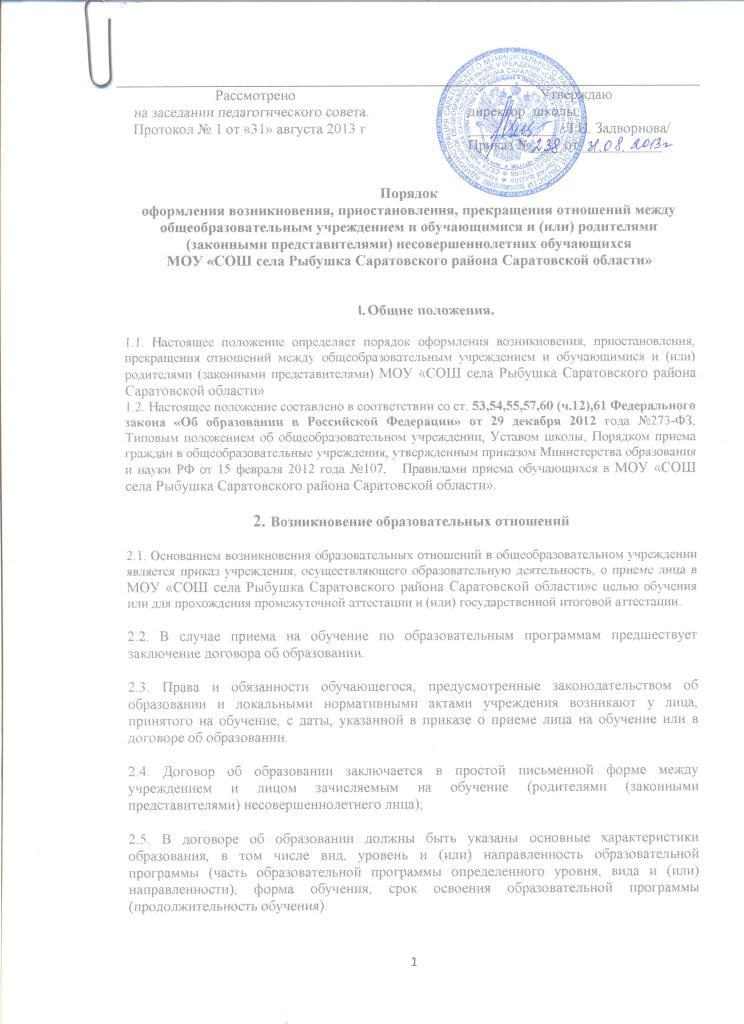 Рассмотрено
на заседании педагогического совета.
Протокол № 1 от «31» августа 2013 г
Утверждаю
директор школы
/Л.И. Задворнова/
Приказ № 238 от 31.08. 2013г
Порядок
оформления возникновения, приостановления, прекращения отношений между
общеобразовательным учреждением и обучающимися и (или) родителями
(законными представителями) несовершеннолетних обучающихся
МОУ «СОШ села Рыбушка Саратовского района Саратовской области»
1. Общие положения.
1.1. Настоящее положение определяет порядок оформления возникновения, приостановления,
прекращения отношений между общеобразовательным учреждением и обучающимися и (или)
родителями (законными представителями) МОУ «СОШ села Рыбушка Саратовского района
Саратовской области»
1.2. Настоящее положение составлено в соответствии со ст. 53,54,55,57,60 (ч.12),61 Федерального
закона «Об образовании в Российской Федерации» от 29 декабря 2012 года №273-ФЗ,
Типовым положением об общеобразовательном учреждении, Уставом школы, Порядком приема
граждан в общеобразовательные учреждения, утвержденным приказом Министерства образования
и науки РФ от 15 февраля 2012 года №107, Правилами приема обучающихся в МОУ «СОШ
села Рыбушка Саратовского района Саратовской области».
2. Возникновение образовательных отношений
2.1. Основанием возникновения образовательных отношений в общеобразовательном учреждении
является приказ учреждения, осуществляющего образовательную деятельность, о приеме лица в
МОУ «СОШ села Рыбушка Саратовского района Саратовской области»с целью обучения
или для прохождения промежуточной аттестации и (или) государственной итоговой аттестации.
2.2. В случае приема на обучение по образовательным программам предшествует
заключение договора об образовании.
2.3. Права и обязанности обучающегося, предусмотренные законодательством об
образовании и локальными нормативными актами учреждения возникают у лица,
принятого на обучение, с даты, указанной в приказе о приеме лица на обучение или в
договоре об образовании.
2.4. Договор об образовании заключается в простой письменной форме между
учреждением и лицом зачисляемым на обучение (родителями (законными
представителями) несовершеннолетнего лица);
2.5. В договоре об образовании должны быть указаны основные характеристики
образования, в том числе вид, уровень и (или) направленность образовательной
программы (часть образовательной программы определенного уровня, вида и (или)
направленности), форма обучения, срок освоения образовательной программы
(продолжительность обучения).
1